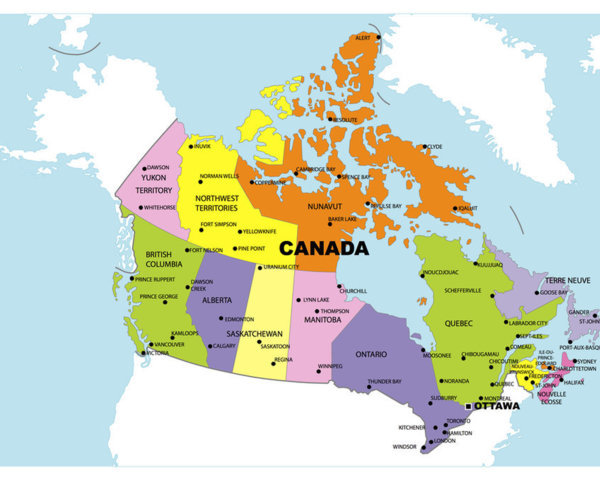 ALERT
RESOLUTE
INUVIK
CLYDE
DAWSON
YUKON
TERRITORY
NORMAN WELLS
COPPERMINE
CAMBRIDGE BAY
SPENCE BAY
WHITEHORSE
NORTHWEST
TERRITORIES
NUNAVUT
REPULSE BAY
IQALUIT
BAKER LAKE
FORT SIMPSON
YELLOWKNIFE
FORT NELSON
PINE POINT
CANADA
BRITISH
COLUMBIA
URANIUM CITY
INOUCDJOUAC
KUUJJUAQ
PRINCE RUPPERT
DAWSON
CREEK
TERRE NEUVE
SCHEFFERVILLE
GOOSE BAY
CHURCHILL
PRINCE GEORGE
ALBERTA
LYNN LAKE
THOMPSON
MANITOBA
EDMONTON
QUEBEC
LABRADOR CITY
GANDER
ST-JOHN
KAMLOOPS
SASKATCHEWAN
SEPT-ILES
VANCOUVER
VICTORIA
CALGARY
SASKATOON
REGINA
WINNIPEG
ONTARIO
MOOSONEE
CHIBOUGAMAU
CHICOUTIMI
COMEAU
PORT-AUX-BASQU
ILE-DU-
PRINCE-
EDOUARD
SYDNEY
CHARLOTTETOWN
NOUVEAU
BRUNSWICK
FREDERICTON
ST-JOHN
HALIFAX
NOUVELLE
ECOSSE
THUNDER BAY
NORANDA
QUEBEC
SUDBURY
MONTREAL
OTTAWA
TORONTO
KITCHENER
HAMILTON
LONDON
WINDSOR